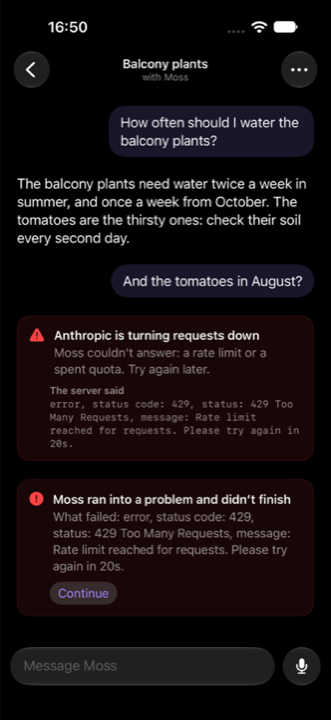 16:50
Balcony plants
with Moss
How often should I water the
balcony plants?
The balcony plants need water twice a week in
summer, and once a week from October. The
tomatoes are the thirsty ones: check their soil
every second day.
And the tomatoes in August?
Anthropic is turning requests down
Moss couldn't answer: a rate limit or a
spent quota. Try again later.
The server said
error, status code: 429, status: 429 Too
Many Requests, message: Rate limit
reached for requests. Please try again in
20s.
Moss ran into a problem and didn’t finish
What failed: error, status code: 429,
status: 429 Too Many Requests, message:
Rate limit reached for requests. Please try
again in 20s.
Continue
Message Moss